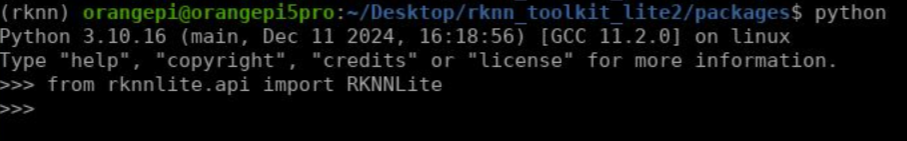 (rknn) orangepi@orangepi5pro:~/Desktop/rknn_toolkit_lite2/packages$ python
Python 3.10.16 (main, Dec 11 2024, 16:18:56) [GCC 11.2.0] on linux
Type "help", "copyright", "credits" or "license" for more information.
>>> from rknnlite.api import RKNNLite
>>>